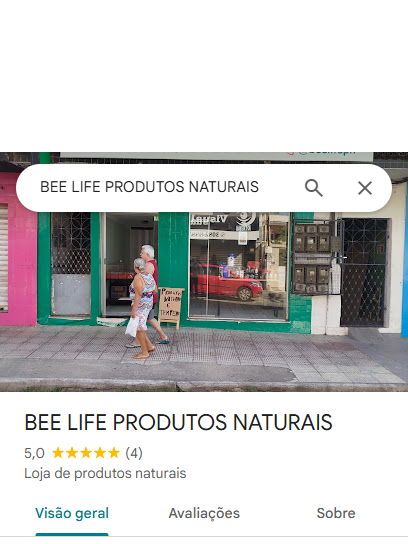 BEE LIFE PRODUTOS NATURAIS
BEE LIFE PRODUTOS NATURAIS
5,0 ★★★★★ (4)
Loja de produtos naturais
Visão geral
Avaliações
Sobre